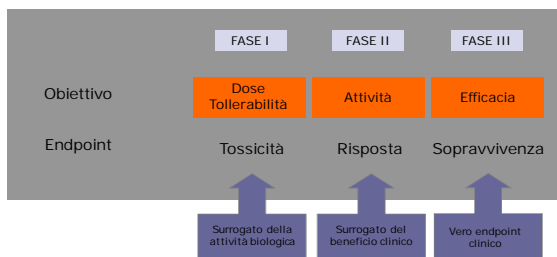 FASE I
FASE II
FASE III
Obiettivo
Dose
Tollerabilità
Attività
Efficacia
Endpoint
Tossicità
Risposta
Sopravvivenza
Surrogato della
attività biologica
Surrogato del
beneficio clinico
Vero endpoint
clinico